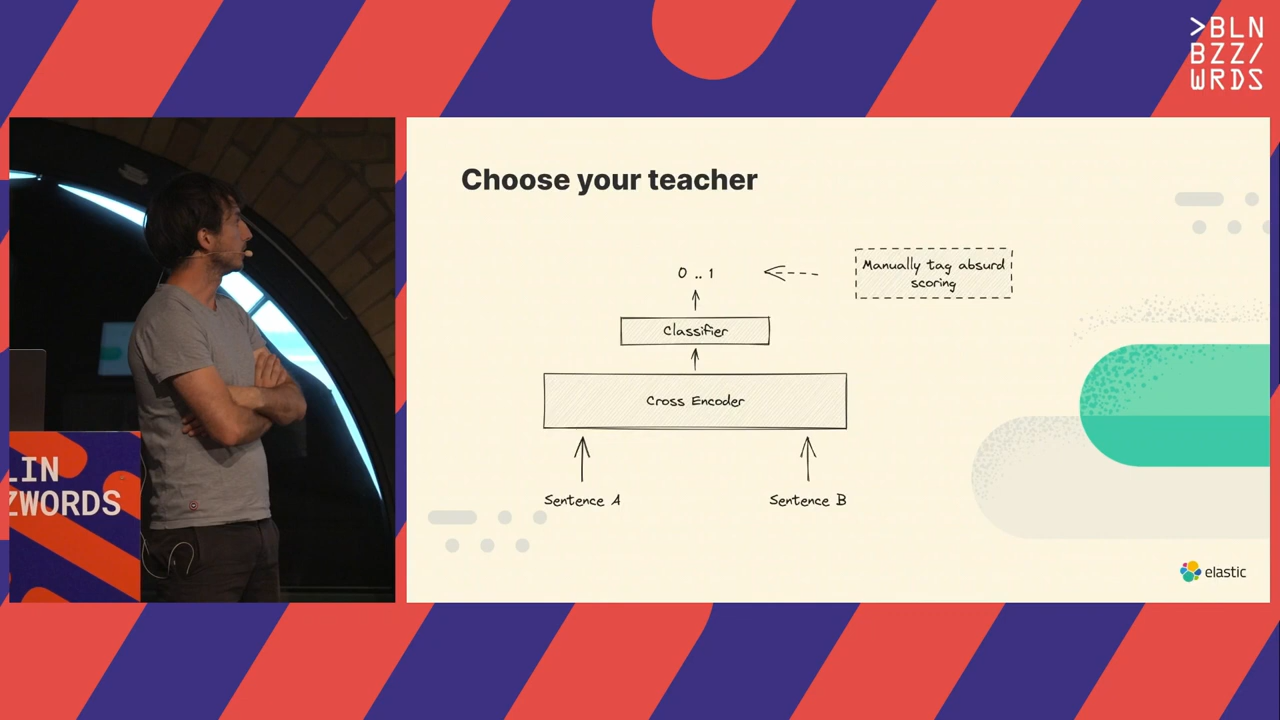 >BLN
BZZ/
WRDS
Choose your teacher
0 .. 1
Manually tag absurd
scoring
Classifier
Cross Encoder
Sentence A
Sentence B
elastic
LIN
ZWORDS